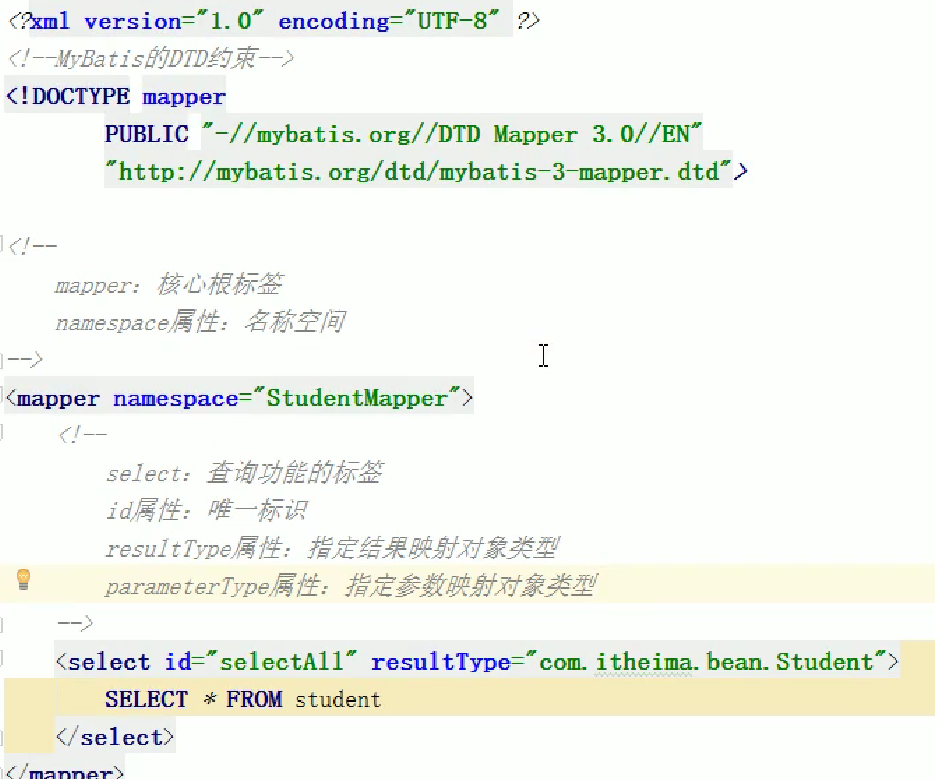 <?xml version="1.0" encoding="UTF-8" ?>
<!--MyBatis的DTD约束-->
<!DOCTYPE mapper
PUBLIC "-//mybatis.org//DTD Mapper 3.0//EN"
"http://mybatis.org/dtd/mybatis-3-mapper.dtd">
<!--
mapper：核心根标签
namespace属性：名称空间
-->
<mapper namespace="StudentMapper">
<!--
select：查询功能的标签
id属性：唯一标识
resultType属性：指定结果映射对象类型
parameterType属性：指定参数映射对象类型
-->
<select id="selectAll" resultType="com.itheima.bean.Student">
SELECT * FROM student
</select>
</mapper>